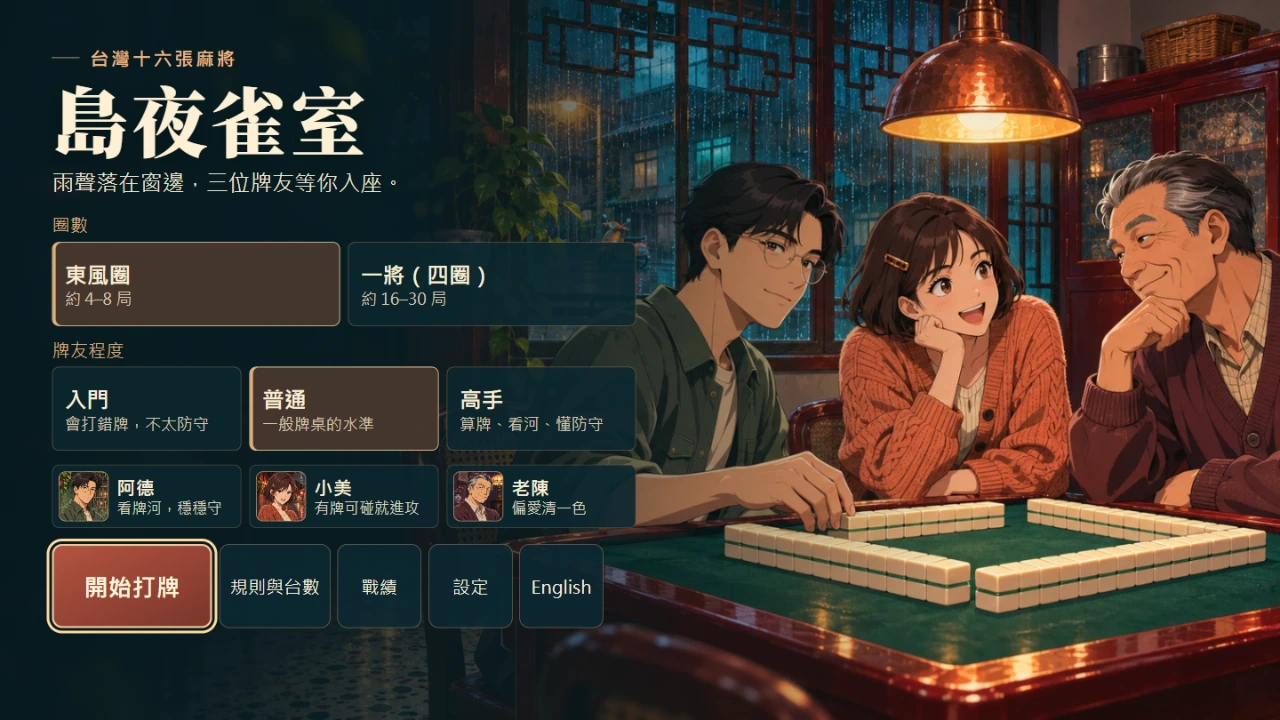 台灣十六張麻將
島夜雀室
雨聲落在窗邊，三位牌友等你入座。
圈數
東風圈
約 4–8 局
一將（四圈）
約 16–30 局
牌友程度
入門
會打錯牌，不太防守
普通
一般牌桌的水準
高手
算牌、看河、懂防守
阿德
看牌河，穩穩守
小美
有牌可碰就進攻
老陳
偏愛清一色
開始打牌
規則與台數
戰績
設定
English